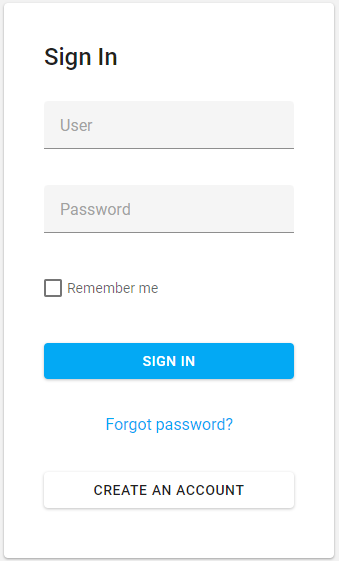 Sign In
User
Password
Remember me
SIGN IN
Forgot password?
CREATE AN ACCOUNT